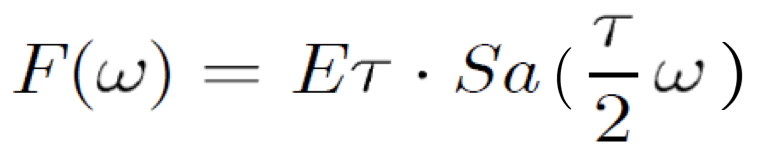 F(ω) = Eτ · Sa(τ/2 ω)